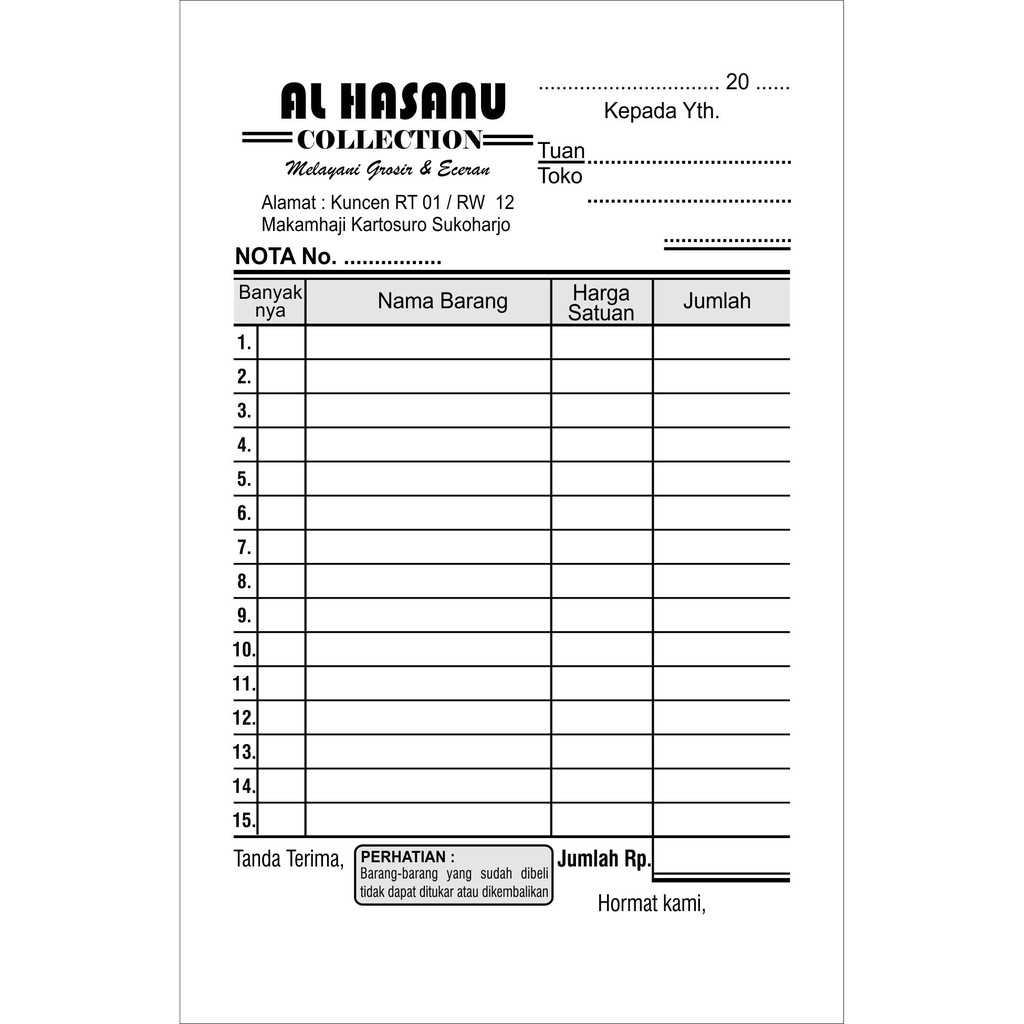 AL HASANU
COLLECTION
Melayani Grosir & Eceran
Alamat : Kuncen RT 01 / RW 12
Makamhaji Kartosuro Sukoharjo
NOTA No. ................
............................... 20 ......
Kepada Yth.
Tuan
Toko
Banyak nya
Nama Barang
Harga Satuan
Jumlah
1.
2.
3.
4.
5.
6.
7.
8.
9.
10.
11.
12.
13.
14.
15.
Tanda Terima,
PERHATIAN :
Barang-barang yang sudah dibeli
tidak dapat ditukar atau dikembalikan
Jumlah Rp.
Hormat kami,